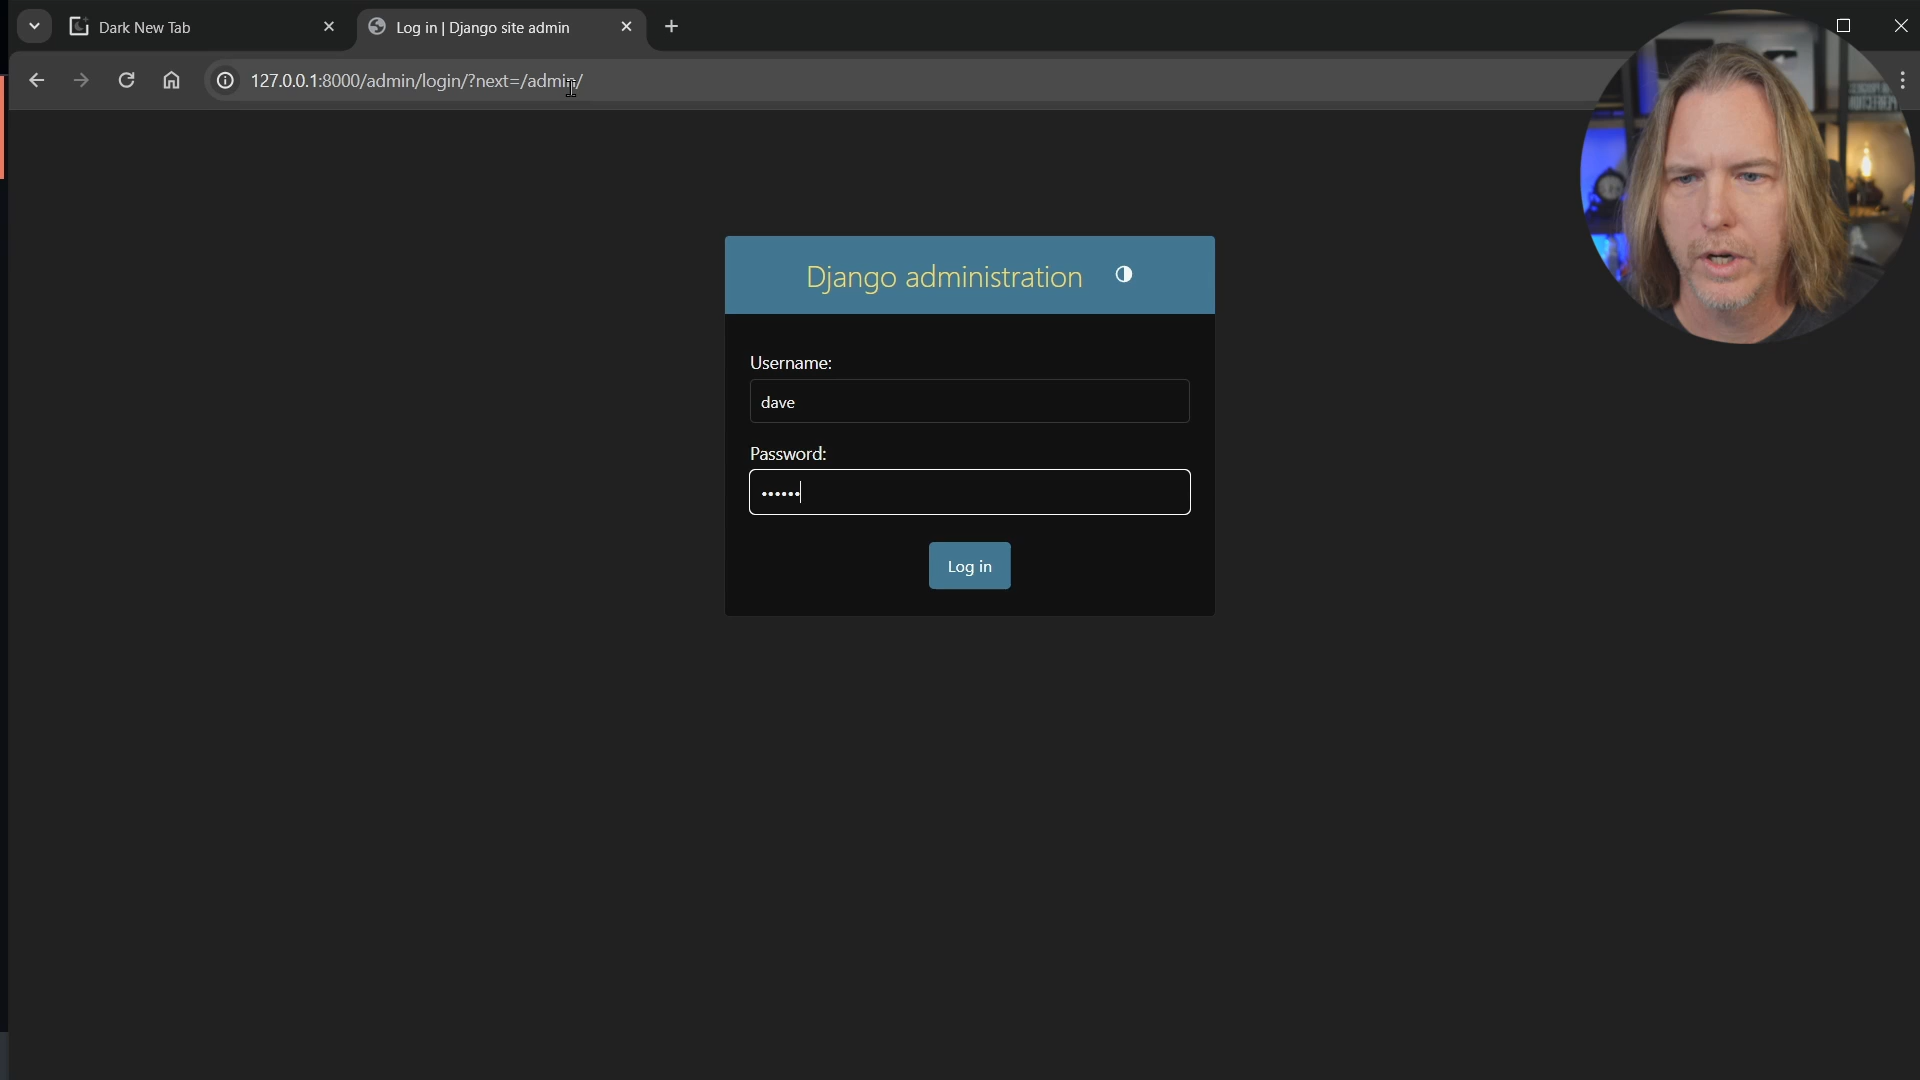 Dark New Tab
Log in | Django site admin
127.0.0.1:8000/admin/login/?next=/admin/
Django administration
Username:
dave
Password:
••••••
Log in